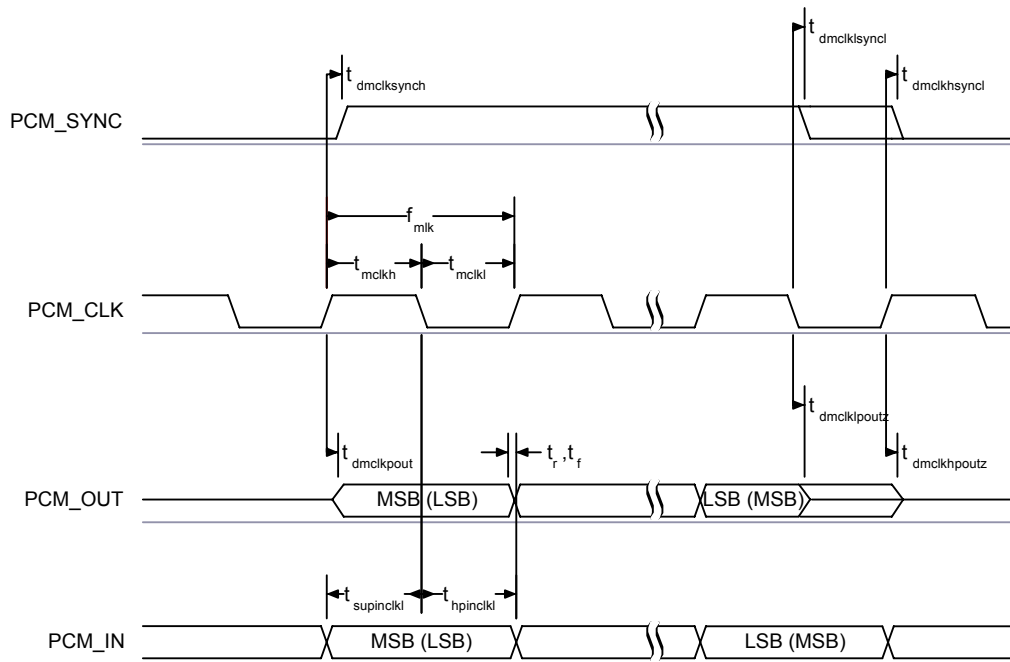 t dmclklsyncl
t dmclksynch
t dmclkhsyncl
PCM_SYNC
f mlk
t mclkh
t mclkl
PCM_CLK
t dmclklpoutz
t dmclkpout
t r ,t f
t dmclkhpoutz
PCM_OUT
MSB (LSB)
LSB (MSB)
t supinclkl
t hpinclkl
PCM_IN
MSB (LSB)
LSB (MSB)